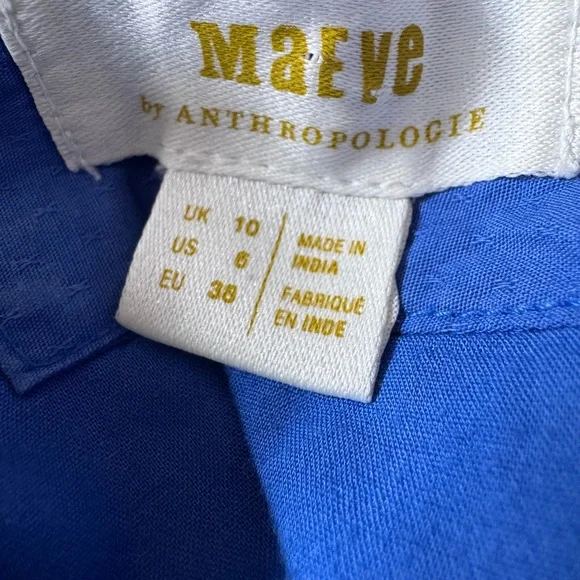 MaEve
by ANTHROPOLOGIE
UK 10
US 6
EU 38
MADE IN
INDIA
FABRIQUÉ
EN INDE